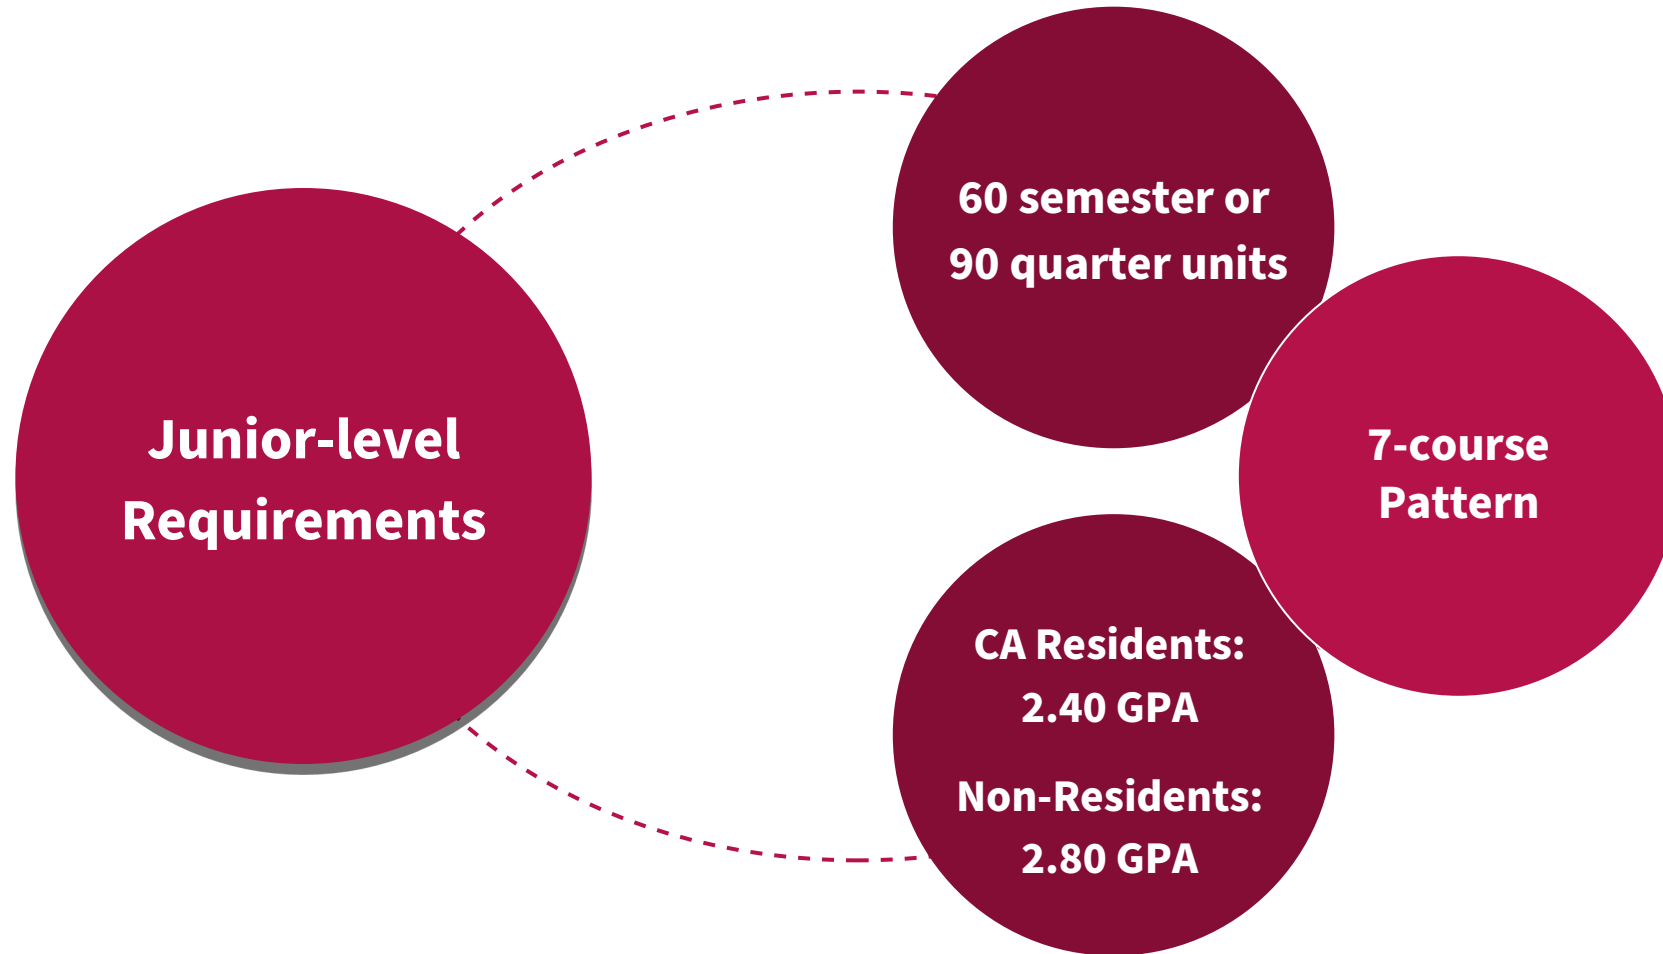 Junior-level
Requirements
60 semester or
90 quarter units
7-course
Pattern
CA Residents:
2.40 GPA
Non-Residents:
2.80 GPA